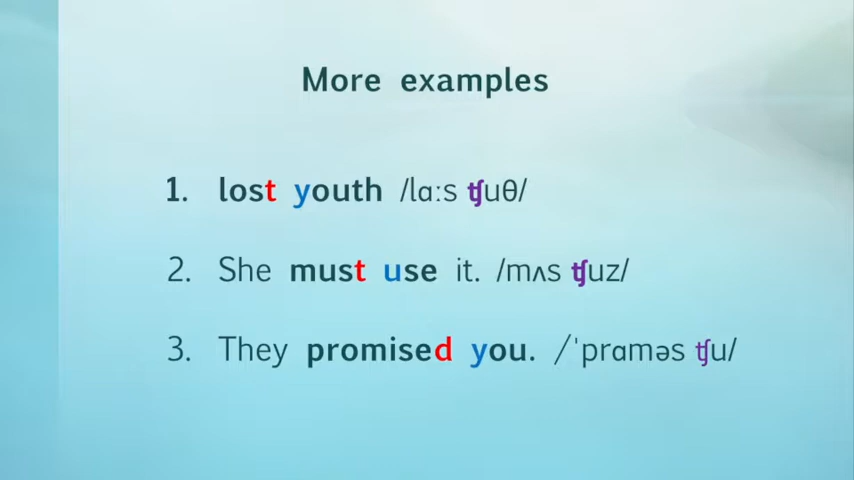 More examples
1. lost youth /lɑːs ʧuθ/
2. She must use it. /mʌs ʧuz/
3. They promised you. /ˈprɑməs ʧu/